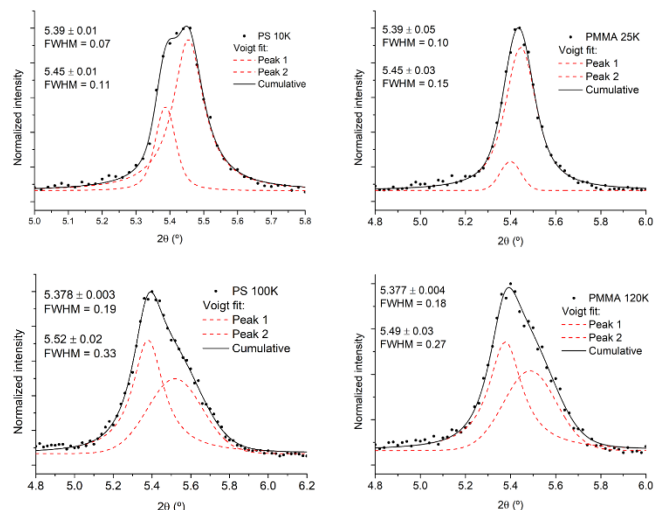 5.39 ± 0.01
FWHM = 0.07
5.45 ± 0.01
FWHM = 0.11
PS 10K
Voigt fit:
Peak 1
Peak 2
Cumulative
Normalized intensity
5.0 5.1 5.2 5.3 5.4 5.5 5.6 5.7 5.8
2θ (º)
5.39 ± 0.05
FWHM = 0.10
5.45 ± 0.03
FWHM = 0.15
PMMA 25K
Voigt fit:
Peak 1
Peak 2
Cumulative
Normalized intensity
4.8 5.0 5.2 5.4 5.6 5.8 6.0
2θ (º)
5.378 ± 0.003
FWHM = 0.19
5.52 ± 0.02
FWHM = 0.33
PS 100K
Voigt fit:
Peak 1
Peak 2
Cumulative
Normalized intensity
4.8 5.0 5.2 5.4 5.6 5.8 6.0 6.2
2θ (º)
5.377 ± 0.004
FWHM = 0.18
5.49 ± 0.03
FWHM = 0.27
PMMA 120K
Voigt fit:
Peak 1
Peak 2
Cumulative
Normalized intensity
4.8 5.0 5.2 5.4 5.6 5.8 6.0
2θ (º)